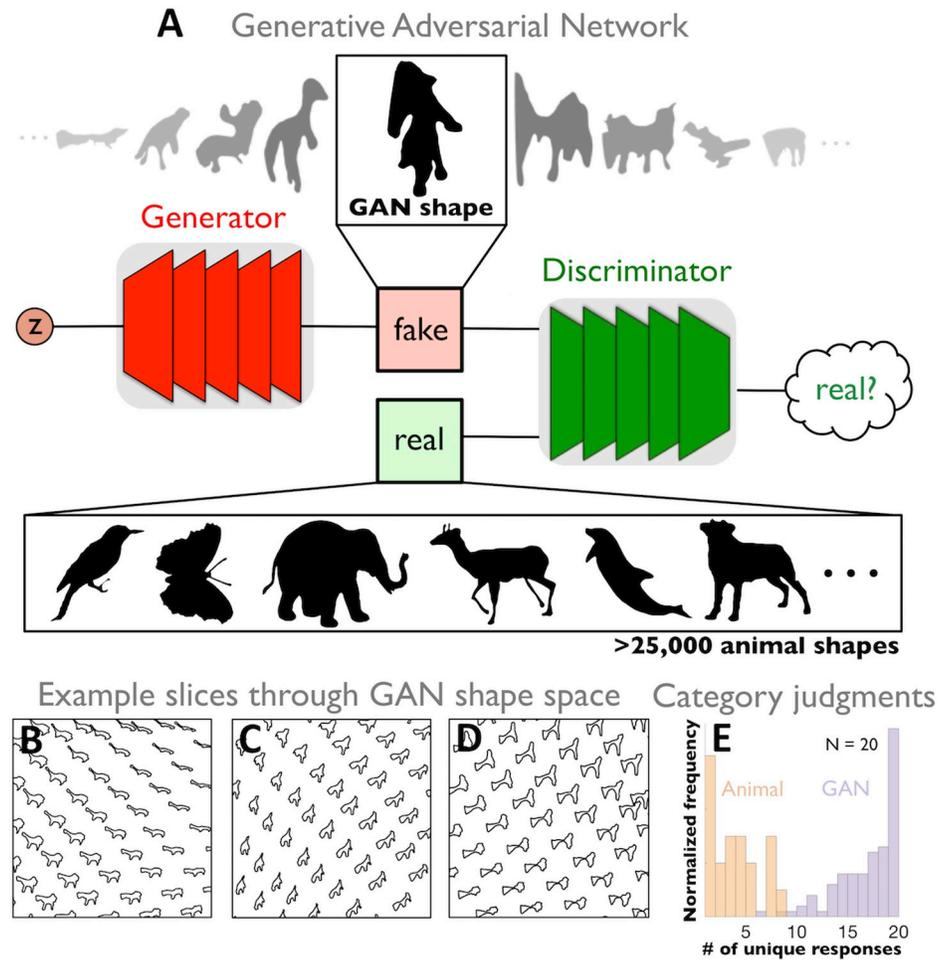 A Generative Adversarial Network
GAN shape
Generator
Discriminator
z
fake
real?
real
>25,000 animal shapes
Example slices through GAN shape space
Category judgments
B
C
D
E
N = 20
Animal
GAN
Normalized frequency
5 10 15 20
# of unique responses